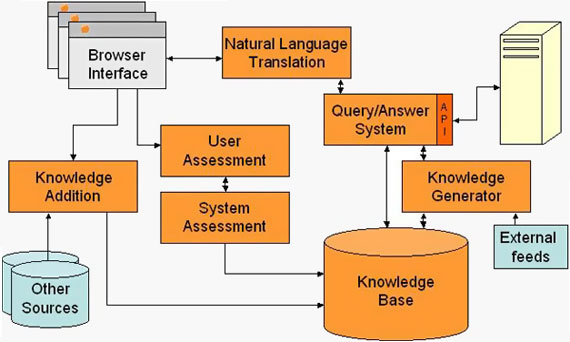 Browser
Interface
Natural Language
Translation
Query/Answer
System
API
User
Assessment
Knowledge
Addition
System
Assessment
Knowledge
Generator
External
feeds
Other
Sources
Knowledge
Base